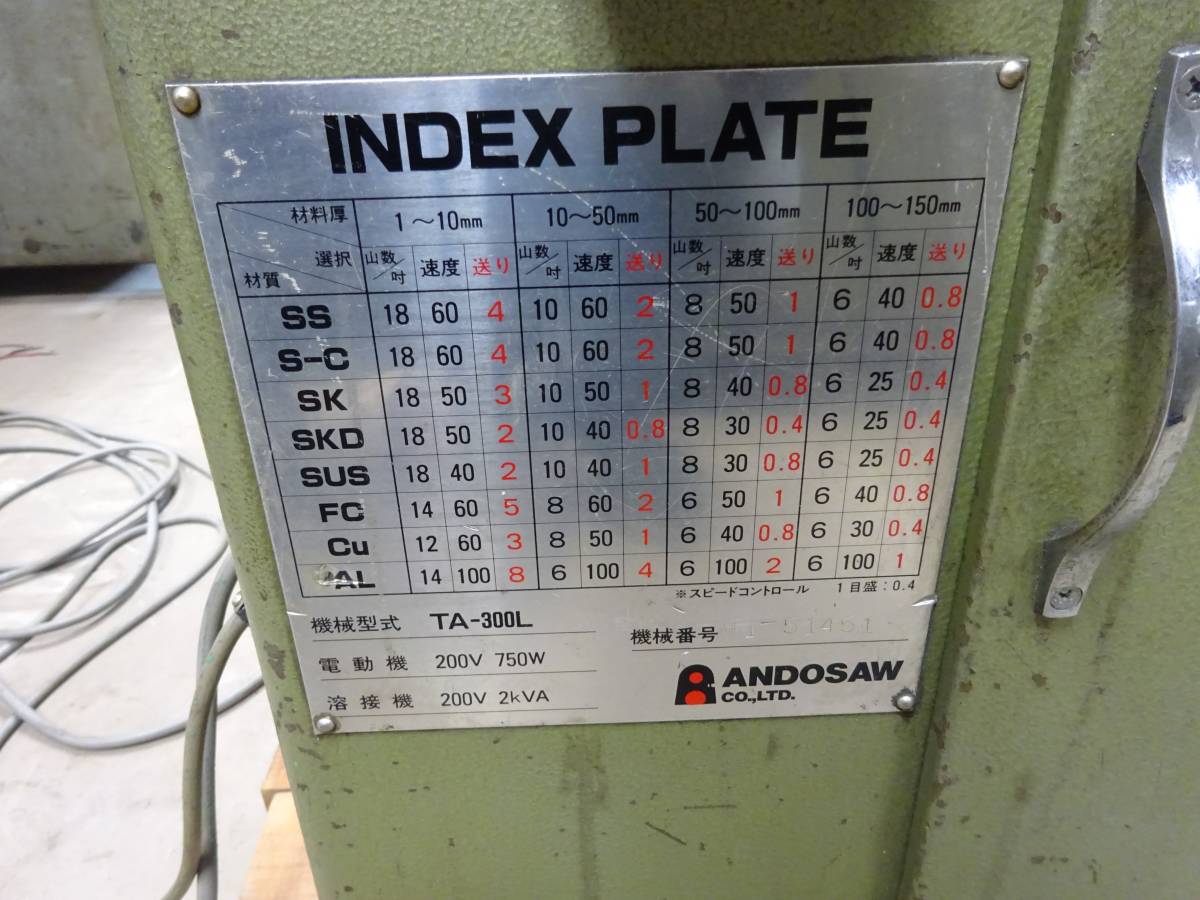 INDEX PLATE
材料厚 1〜10mm 10〜50mm 50〜100mm 100〜150mm
選択 山数/吋 速度 送り 山数/吋 速度 送り 山数/吋 速度 送り 山数/吋 速度 送り
材質
SS 18 60 4 10 60 2 8 50 1 6 40 0.8
S-C 18 60 4 10 60 2 8 50 1 6 40 0.8
SK 18 50 3 10 50 1 8 40 0.8 6 25 0.4
SKD 18 50 2 10 40 0.8 8 30 0.4 6 25 0.4
SUS 18 40 2 10 40 1 8 30 0.8 6 25 0.4
FC 14 60 5 8 60 2 6 50 1 6 40 0.8
Cu 12 60 3 8 50 1 6 40 0.8 6 30 0.4
AL 14 100 8 6 100 4 6 100 2 6 100 1
※スピードコントロール 1目盛:0.4
機械型式 TA-300L
機械番号
電動機 200V 750W
溶接機 200V 2kVA
ANDOSAW
CO.,LTD.